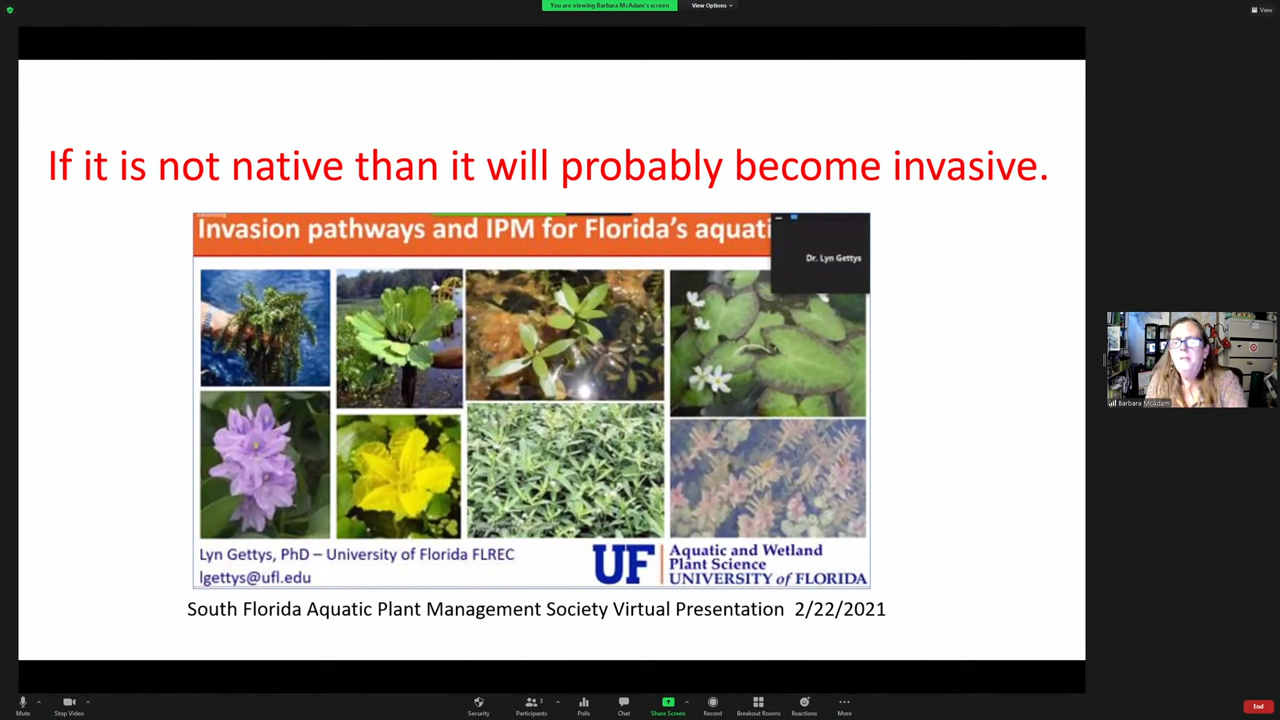 You are viewing Barbara McAdam's screen
View Options
View
If it is not native than it will probably become invasive.
Invasion pathways and IPM for Florida's aquati
Dr. Lyn Gettys
Lyn Gettys, PhD – University of Florida FLREC
lgettys@ufl.edu
UF
Aquatic and Wetland
Plant Science
UNIVERSITY of FLORIDA
South Florida Aquatic Plant Management Society Virtual Presentation 2/22/2021
Barbara McAdam
Mute
Stop Video
Security
3
Participants
Polls
Chat
Share Screen
Record
Breakout Rooms
Reactions
More
End